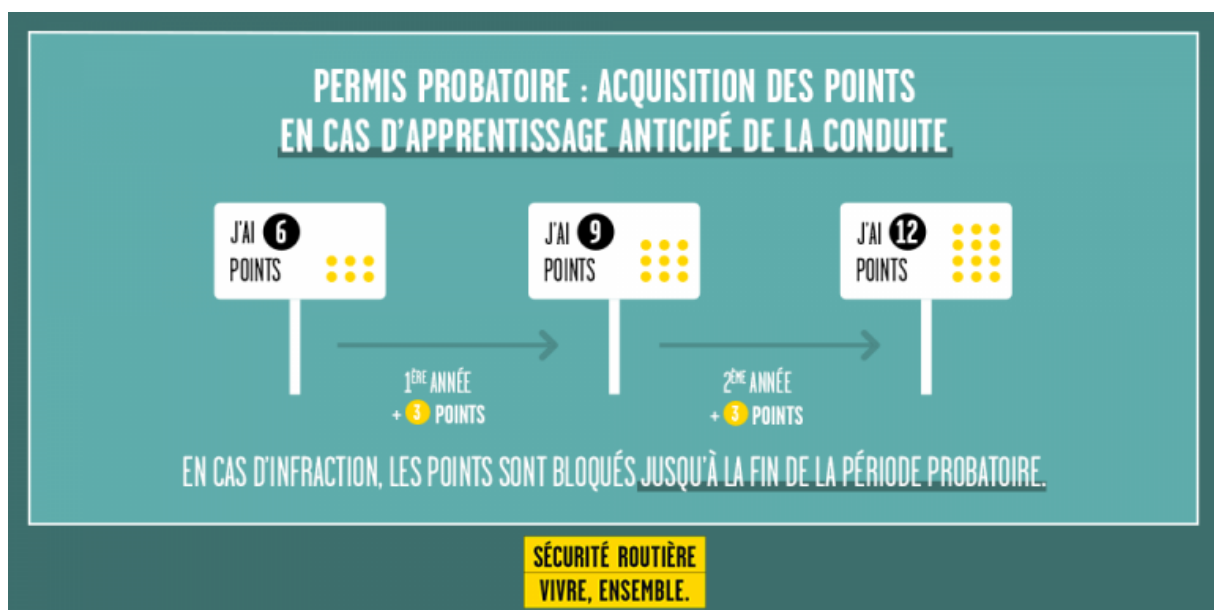 PERMIS PROBATOIRE : ACQUISITION DES POINTS
EN CAS D'APPRENTISSAGE ANTICIPÉ DE LA CONDUITE
J'AI 6
POINTS
J'AI 9
POINTS
J'AI 12
POINTS
1ÈRE ANNÉE
+ 3 POINTS
2ÈME ANNÉE
+ 3 POINTS
EN CAS D'INFRACTION, LES POINTS SONT BLOQUÉS JUSQU'À LA FIN DE LA PÉRIODE PROBATOIRE.
SÉCURITÉ ROUTIÈRE
VIVRE, ENSEMBLE.